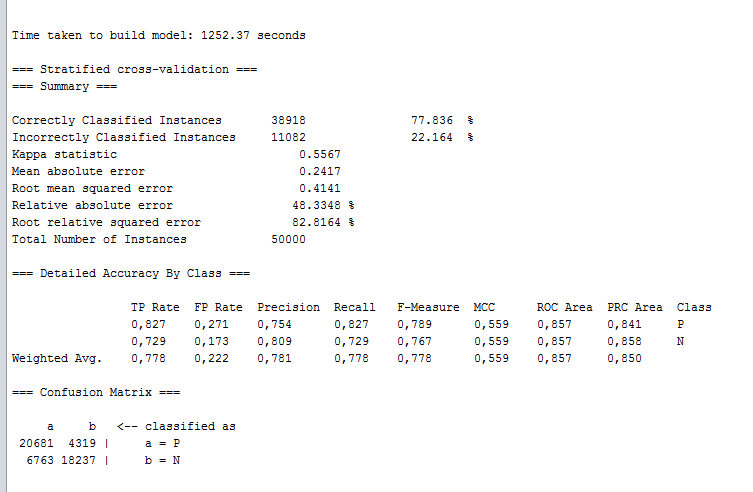 Time taken to build model: 1252.37 seconds
=== Stratified cross-validation ===
=== Summary ===
Correctly Classified Instances       38918               77.836  %
Incorrectly Classified Instances     11082               22.164  %
Kappa statistic                          0.5567
Mean absolute error                      0.2417
Root mean squared error                  0.4141
Relative absolute error                 48.3348 %
Root relative squared error             82.8164 %
Total Number of Instances            50000
=== Detailed Accuracy By Class ===
                 TP Rate  FP Rate  Precision  Recall   F-Measure  MCC      ROC Area  PRC Area  Class
                 0,827    0,271    0,754      0,827    0,789      0,559    0,857     0,841     P
                 0,729    0,173    0,809      0,729    0,767      0,559    0,857     0,858     N
Weighted Avg.    0,778    0,222    0,781      0,778    0,778      0,559    0,857     0,850
=== Confusion Matrix ===
     a     b   <-- classified as
 20681  4319 |     a = P
  6763 18237 |     b = N